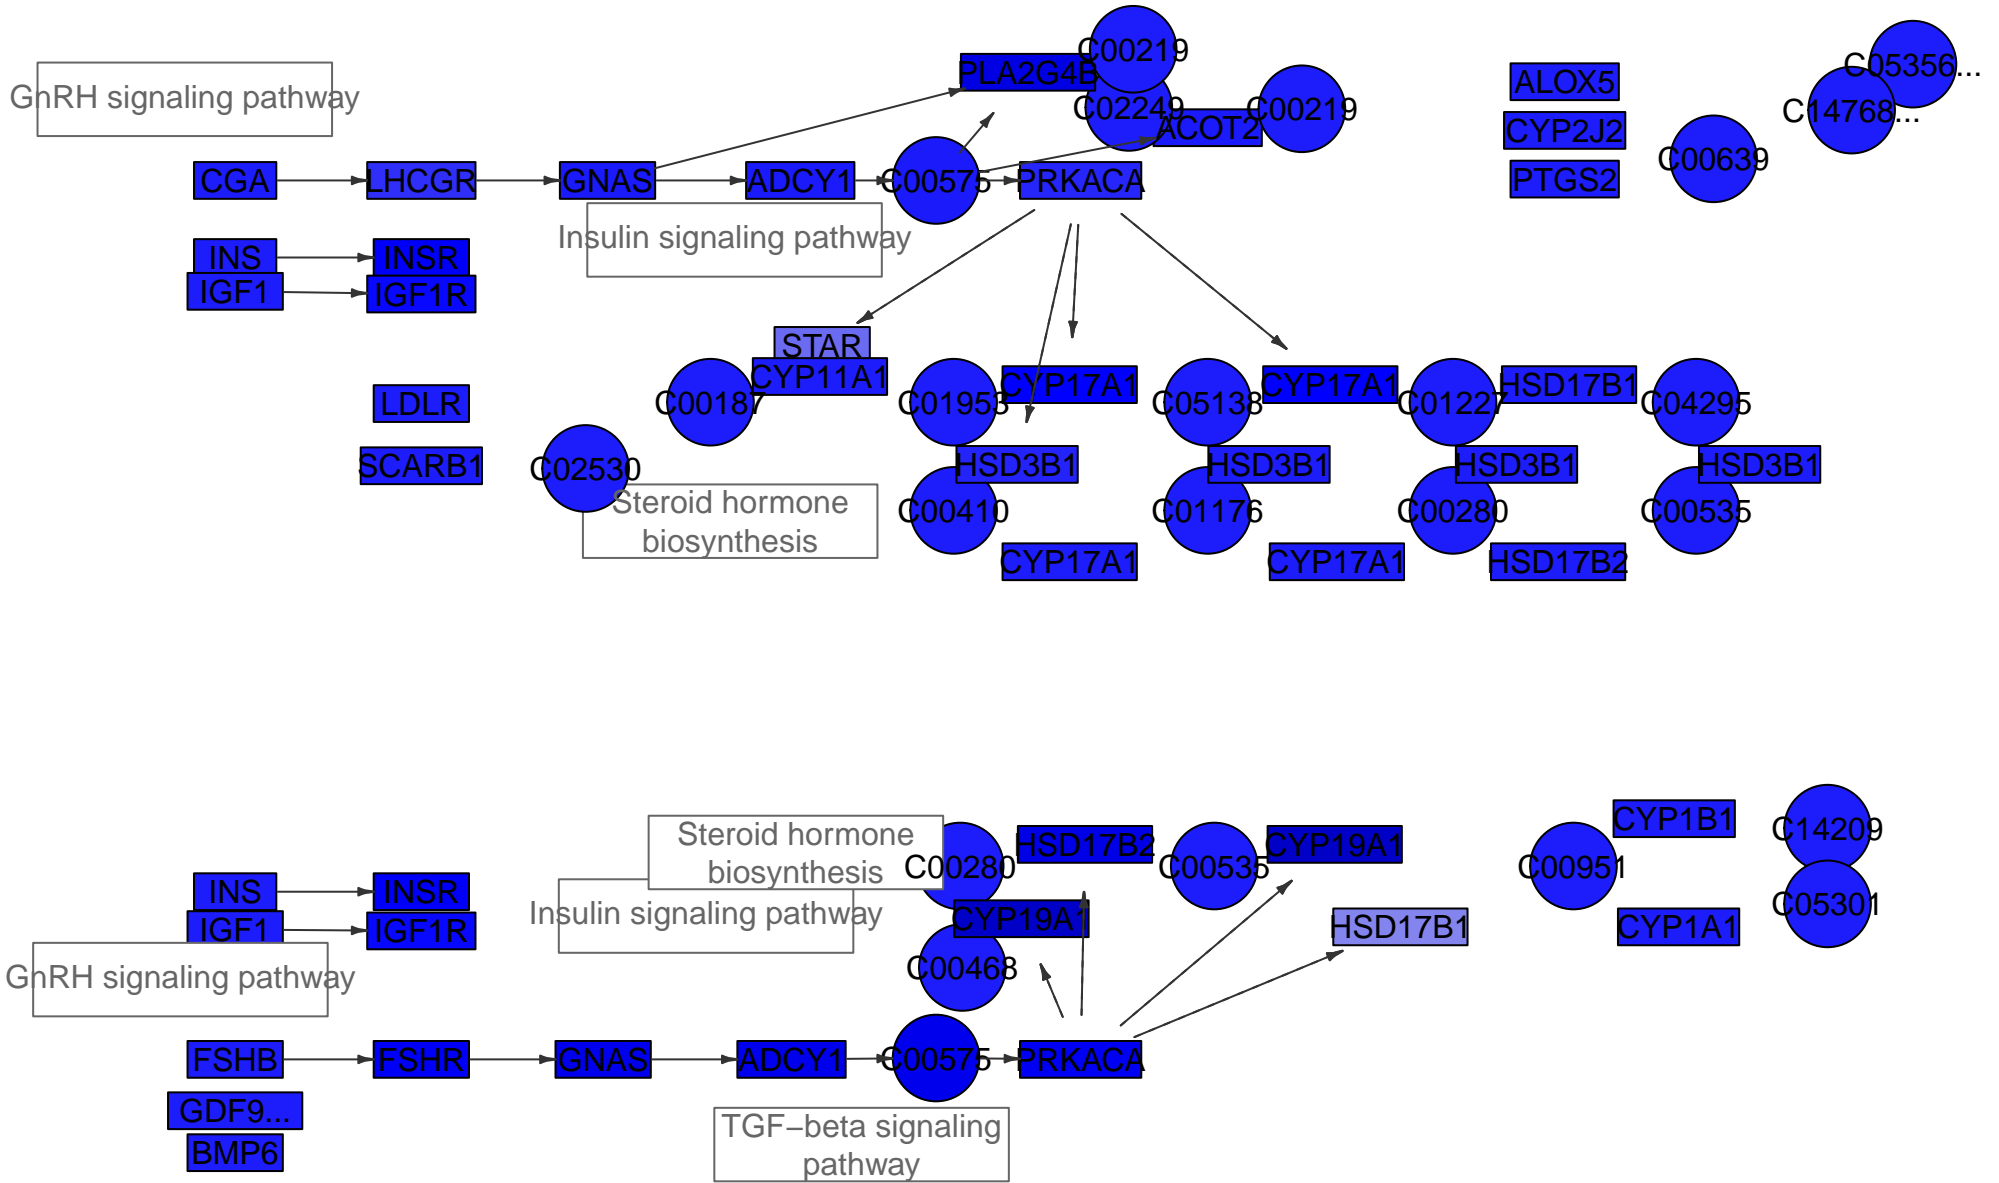 GnRH signaling pathway
PLA2G4B
C00219
C02249
ACOT2
C00219
ALOX5
CYP2J2
PTGS2
C00639
C14768...
C05356...
CGA
LHCGR
GNAS
ADCY1
C00575
PRKACA
Insulin signaling pathway
INS
INSR
IGF1
IGF1R
STAR
CYP11A1
C00187
C01953
CYP17A1
C05138
CYP17A1
C01227
HSD17B1
C04295
LDLR
SCARB1
C02530
HSD3B1
HSD3B1
HSD3B1
HSD3B1
Steroid hormone
biosynthesis
C00410
C01176
C00280
C00535
CYP17A1
CYP17A1
HSD17B2
Steroid hormone
biosynthesis
C00280
HSD17B2
C00535
CYP19A1
C00951
CYP1B1
C14209
INS
INSR
Insulin signaling pathway
CYP19A1
HSD17B1
CYP1A1
C05301
IGF1
IGF1R
GnRH signaling pathway
C00468
FSHB
FSHR
GNAS
ADCY1
C00575
PRKACA
GDF9...
BMP6
TGF−beta signaling
pathway